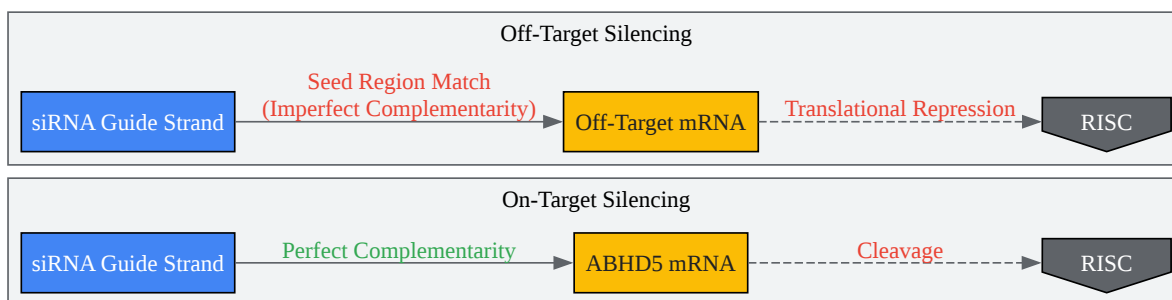 Off-Target Silencing
Seed Region Match
(Imperfect Complementarity)
siRNA Guide Strand
Off-Target mRNA
Translational Repression
RISC
On-Target Silencing
siRNA Guide Strand
Perfect Complementarity
ABHD5 mRNA
Cleavage
RISC